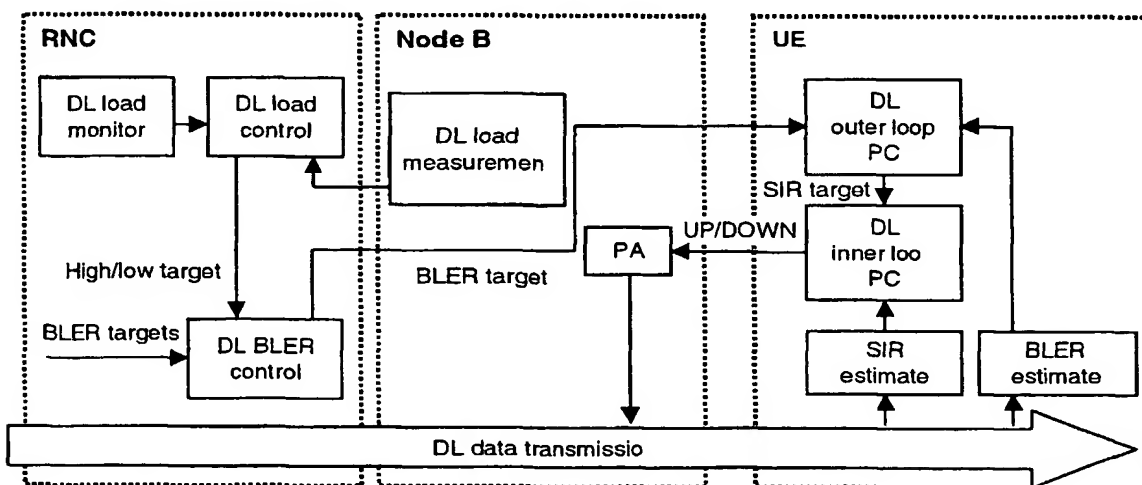 RNC
DL load
monitor
DL load
control
High/low target
BLER targets
DL BLER
control
Node B
DL load
measuremen
BLER target
PA
UP/DOWN
UE
DL
outer loop
PC
SIR target
DL
inner loo
PC
SIR
estimate
BLER
estimate
DL data transmissio